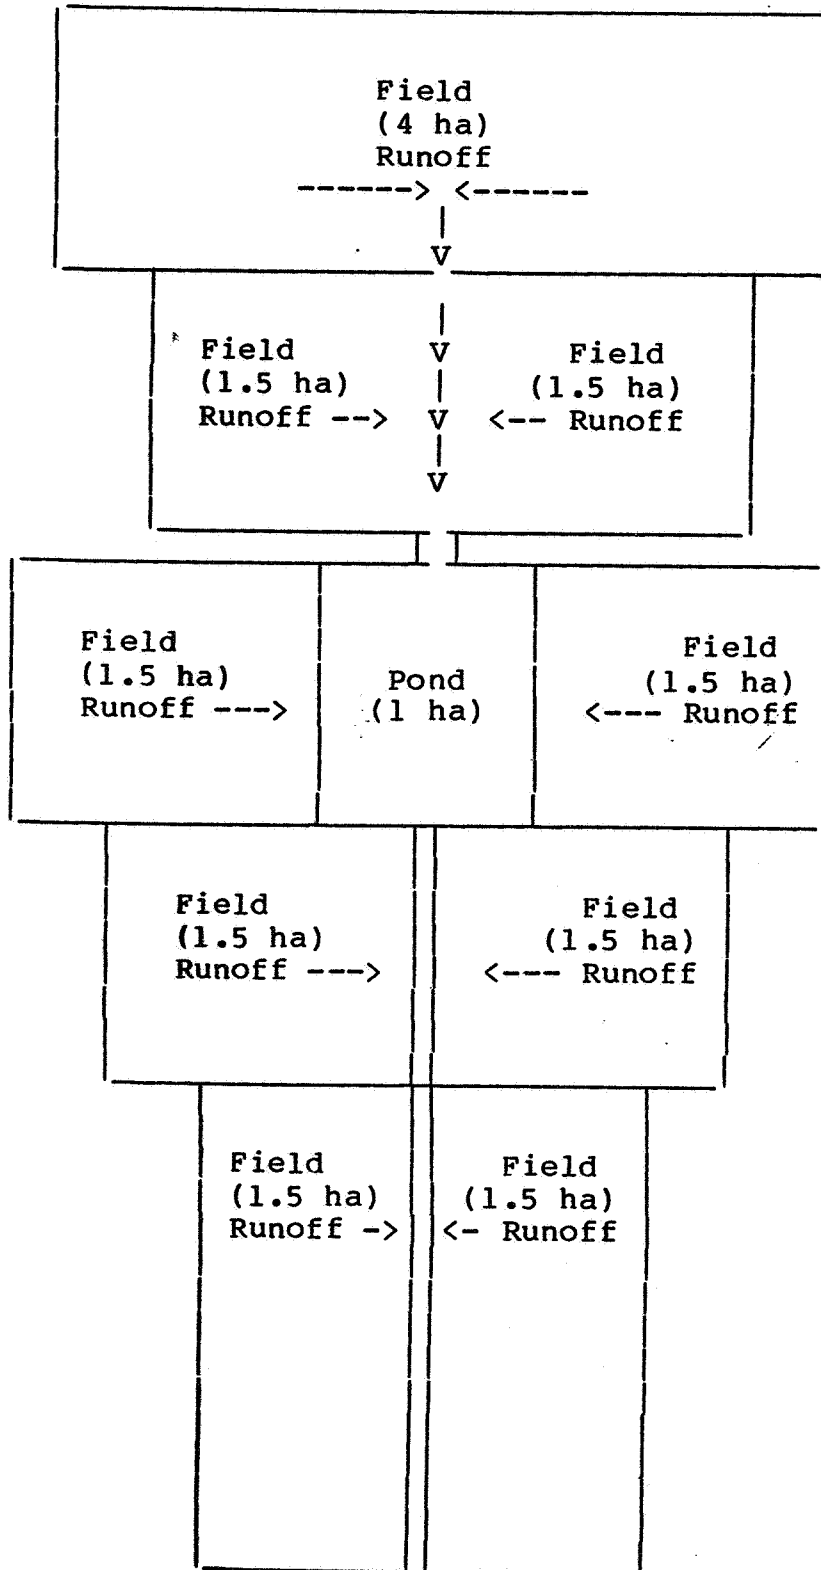 Field
(4 ha)
Runoff
------> <------
|
V
|
Field V Field
(1.5 ha) | (1.5 ha)
Runoff --> V <-- Runoff
|
V
Field Field
(1.5 ha) Pond (1.5 ha)
Runoff ---> (1 ha) <--- Runoff
Field Field
(1.5 ha) (1.5 ha)
Runoff ---> <--- Runoff
Field Field
(1.5 ha) (1.5 ha)
Runoff -> <- Runoff